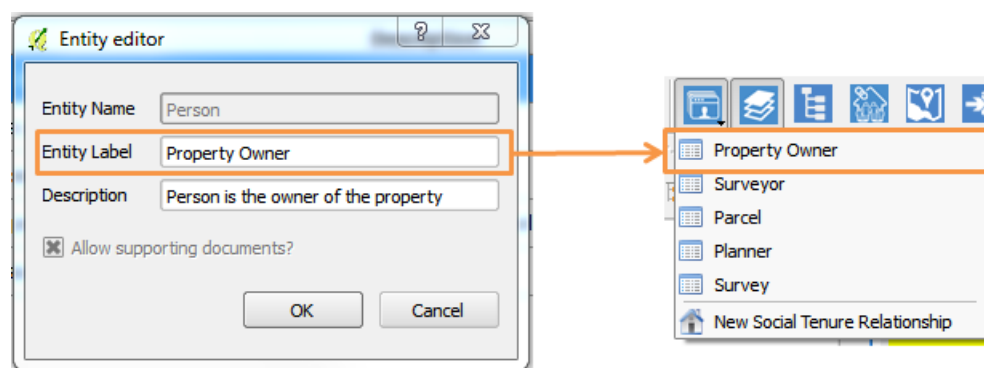 Entity editor
Entity Name Person
Entity Label Property Owner
Description Person is the owner of the property
Allow supporting documents?
OK Cancel
Property Owner
Surveyor
Parcel
Planner
Survey
New Social Tenure Relationship